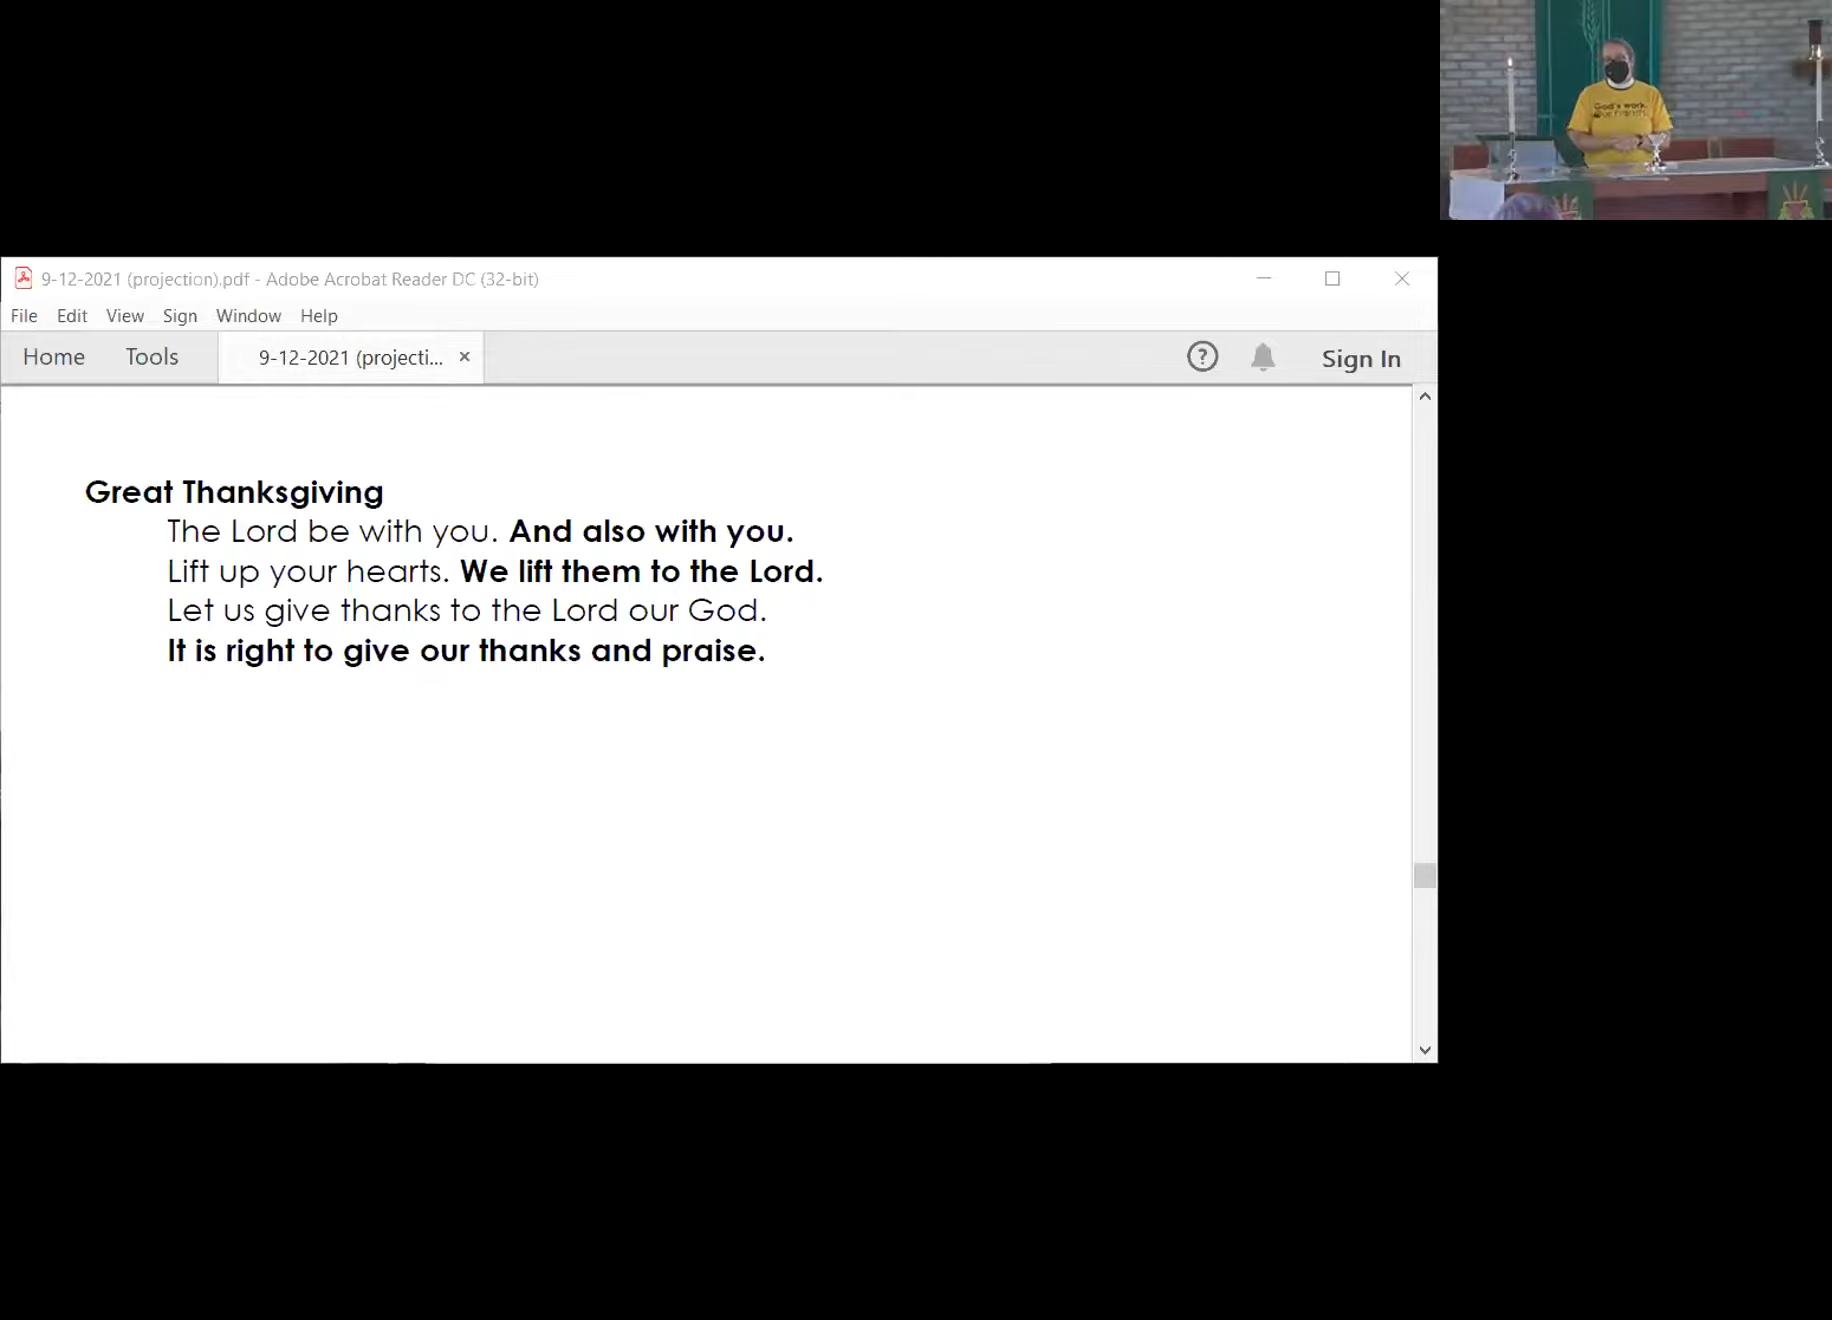 God's work.
9-12-2021 (projection).pdf - Adobe Acrobat Reader DC (32-bit)
File Edit View Sign Window Help
Home Tools 9-12-2021 (projecti... × ? Sign In
Great Thanksgiving
The Lord be with you. And also with you.
Lift up your hearts. We lift them to the Lord.
Let us give thanks to the Lord our God.
It is right to give our thanks and praise.